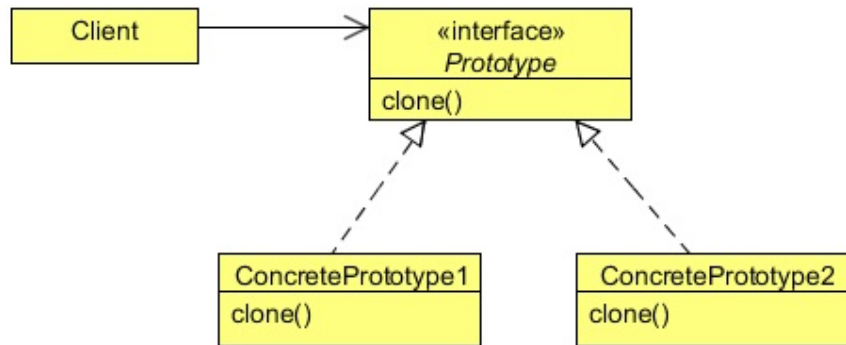 Client
«interface»
Prototype
clone()
ConcretePrototype1
clone()
ConcretePrototype2
clone()